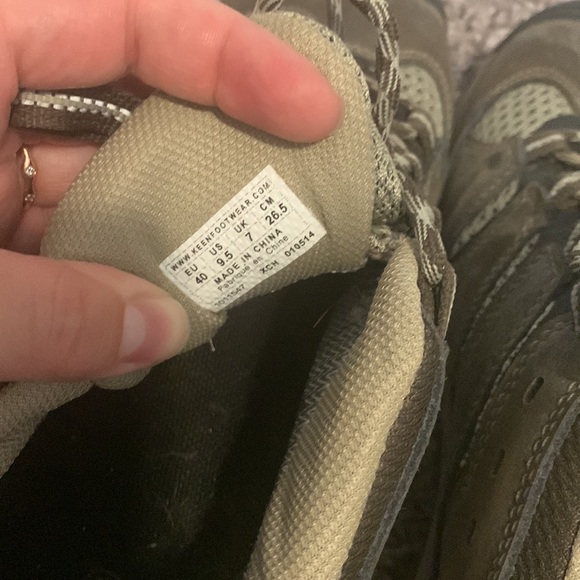 WWW.KEENFOOTWEAR.COM
EU US UK CM
40 9.5 7 26.5
MADE IN CHINA
Fabriqué en Chine
XCH 010514